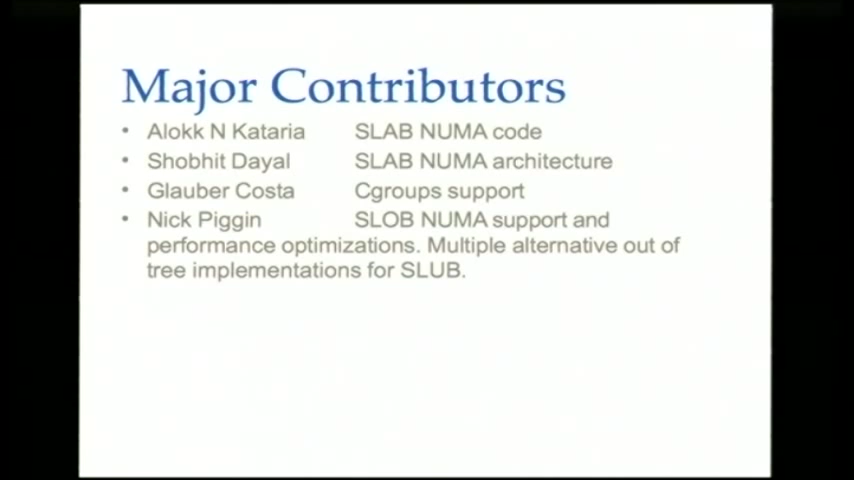 Major Contributors
• Alokk N Kataria SLAB NUMA code
• Shobhit Dayal SLAB NUMA architecture
• Glauber Costa Cgroups support
• Nick Piggin SLOB NUMA support and
performance optimizations. Multiple alternative out of
tree implementations for SLUB.